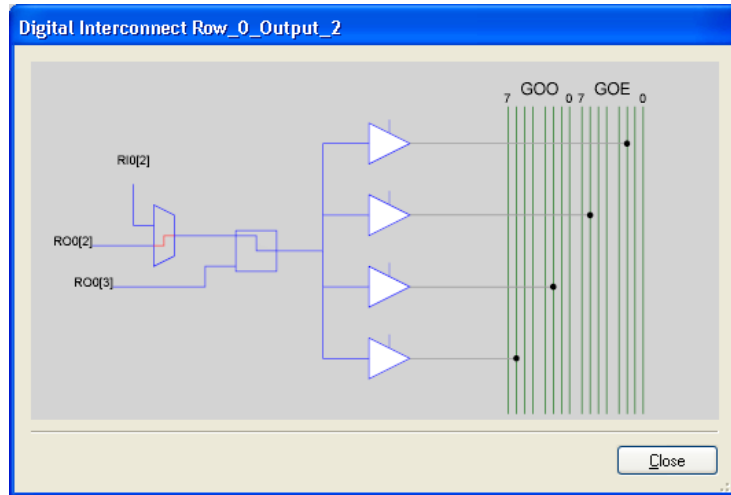 Digital Interconnect Row_0_Output_2
7 GOO 0 7 GOE 0
RI0[2]
RO0[2]
RO0[3]
Close